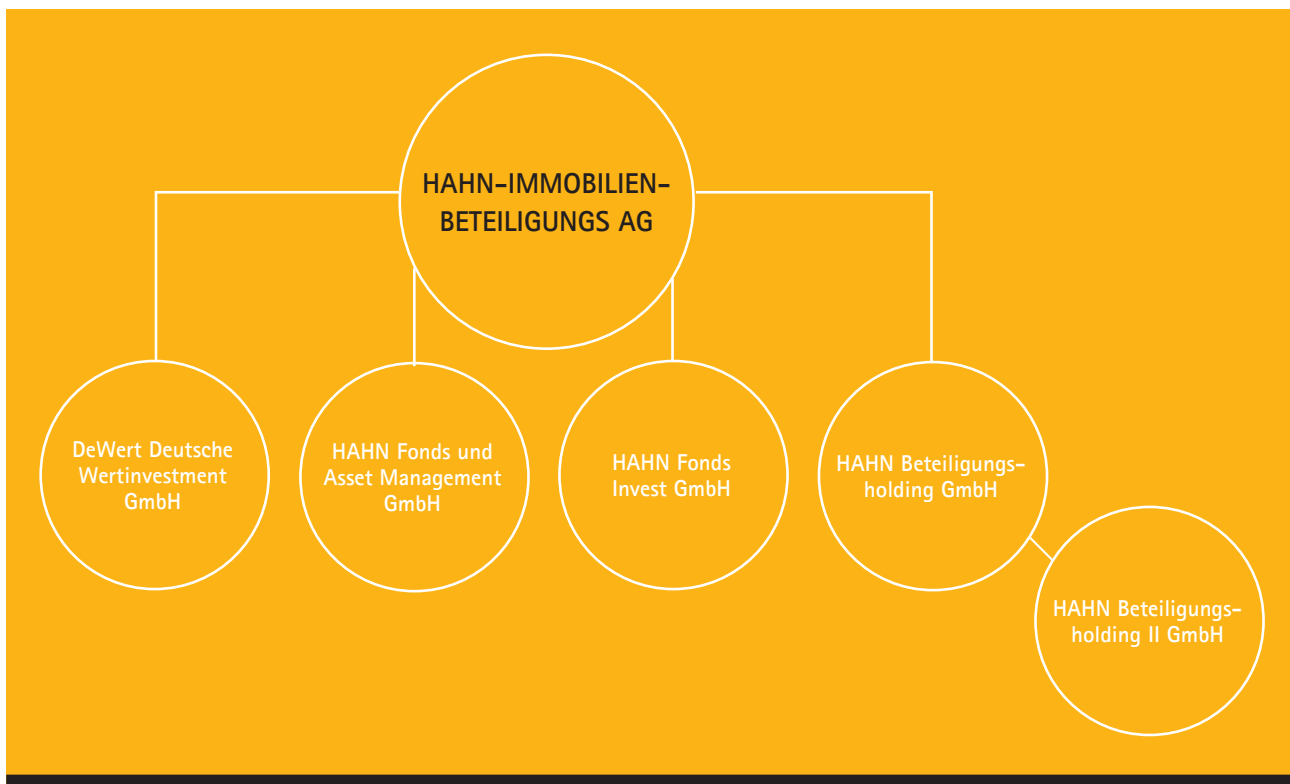 HAHN-IMMOBILIEN-
BETEILIGUNGS AG
DeWert Deutsche
Wertinvestment
GmbH
HAHN Fonds und
Asset Management
GmbH
HAHN Fonds
Invest GmbH
HAHN Beteiligungs-
holding GmbH
HAHN Beteiligungs-
holding II GmbH